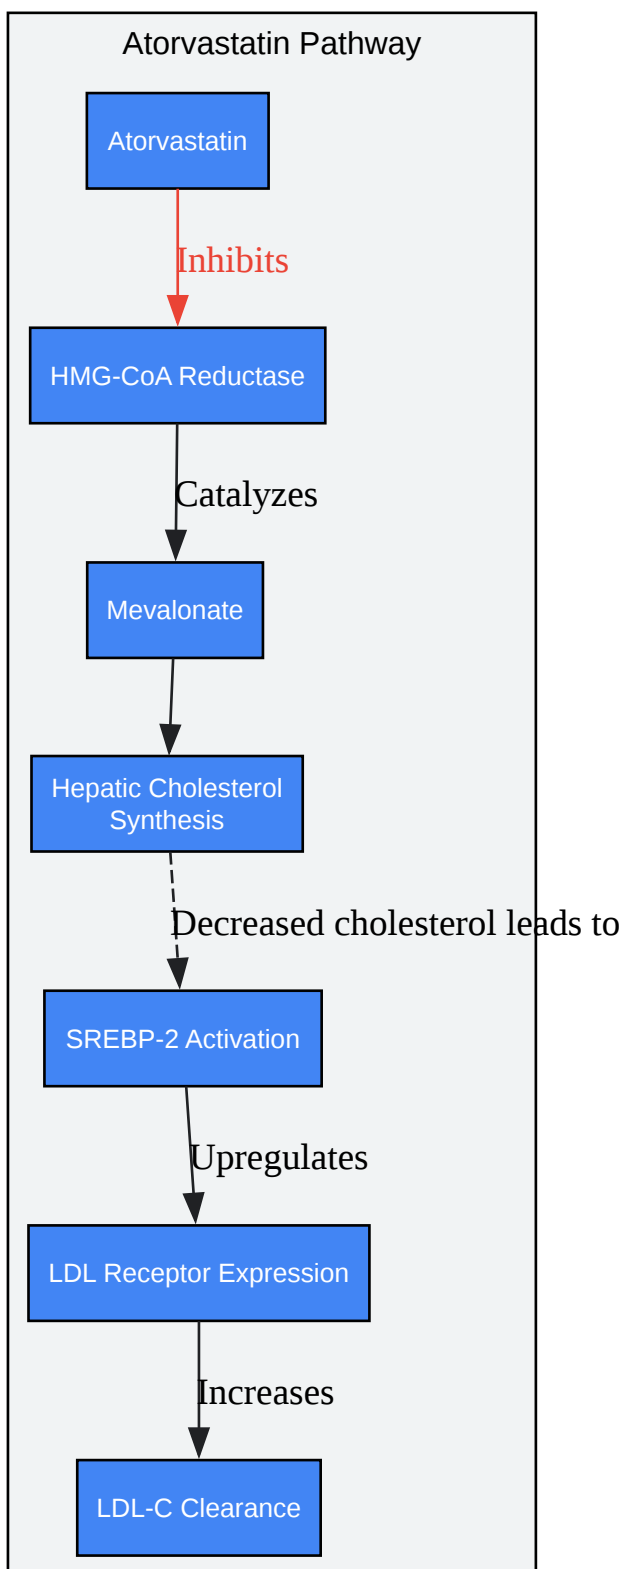 Atorvastatin Pathway
Atorvastatin
Inhibits
HMG-CoA Reductase
Catalyzes
Mevalonate
Hepatic Cholesterol
Synthesis
Decreased cholesterol leads to
SREBP-2 Activation
Upregulates
LDL Receptor Expression
Increases
LDL-C Clearance